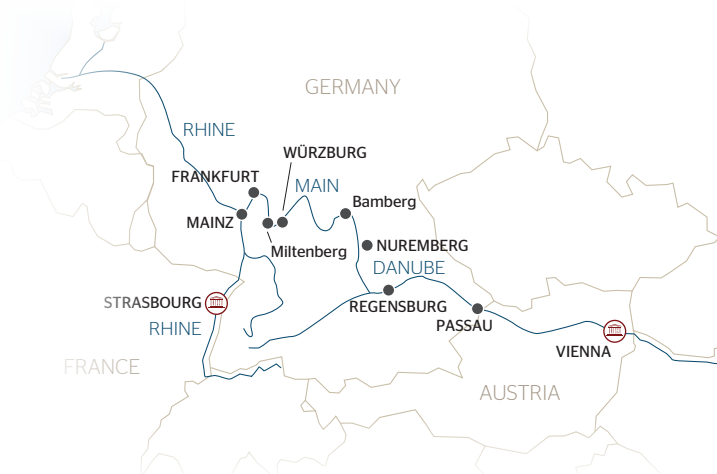 GERMANY
RHINE
WÜRZBURG
FRANKFURT
MAIN
Bamberg
MAINZ
NUREMBERG
Miltenberg
DANUBE
STRASBOURG
REGENSBURG
RHINE
PASSAU
VIENNA
FRANCE
AUSTRIA